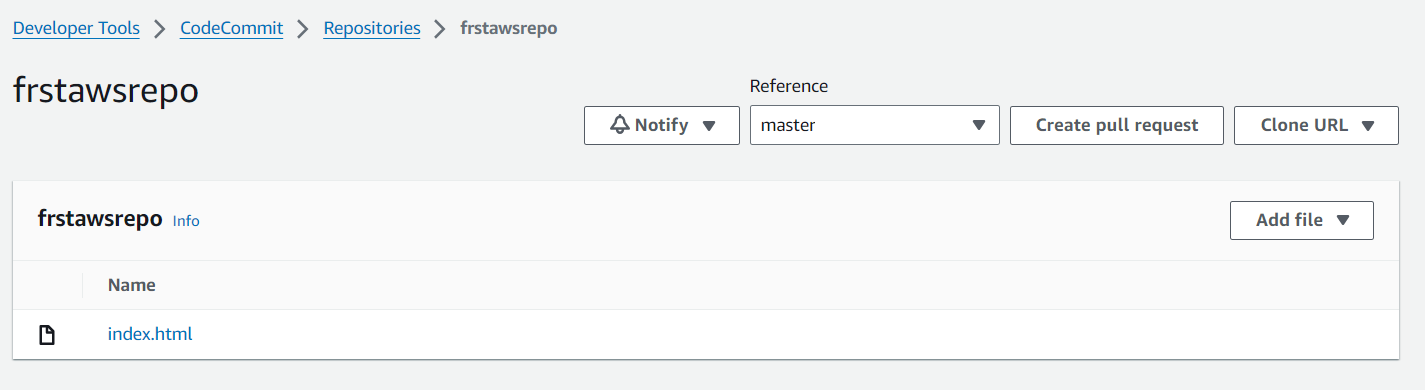 Developer Tools > CodeCommit > Repositories > frstawsrepo
frstawsrepo
Reference
Notify master Create pull request Clone URL
frstawsrepo Info
Add file
Name
index.html